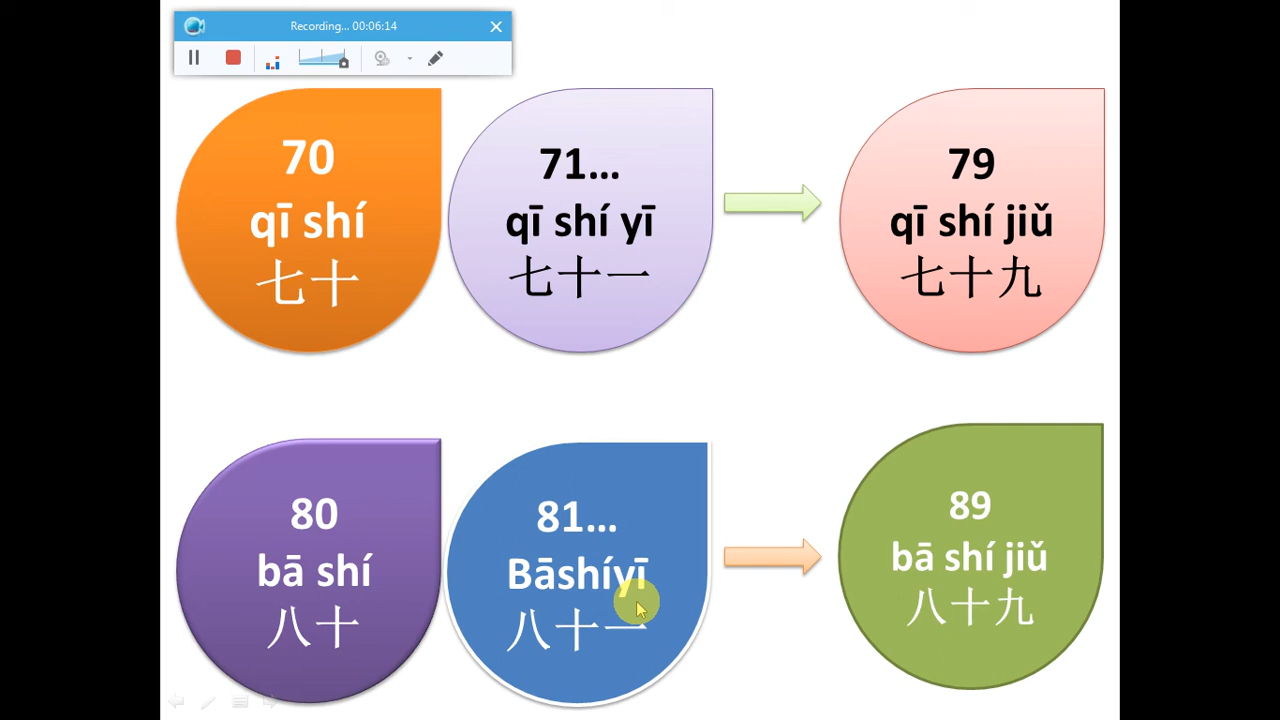 Recording... 00:06:14
70
qī shí
七十
71...
qī shí yī
七十一
79
qī shí jiǔ
七十九
80
bā shí
八十
81...
Bāshíyī
八十一
89
bā shí jiǔ
八十九